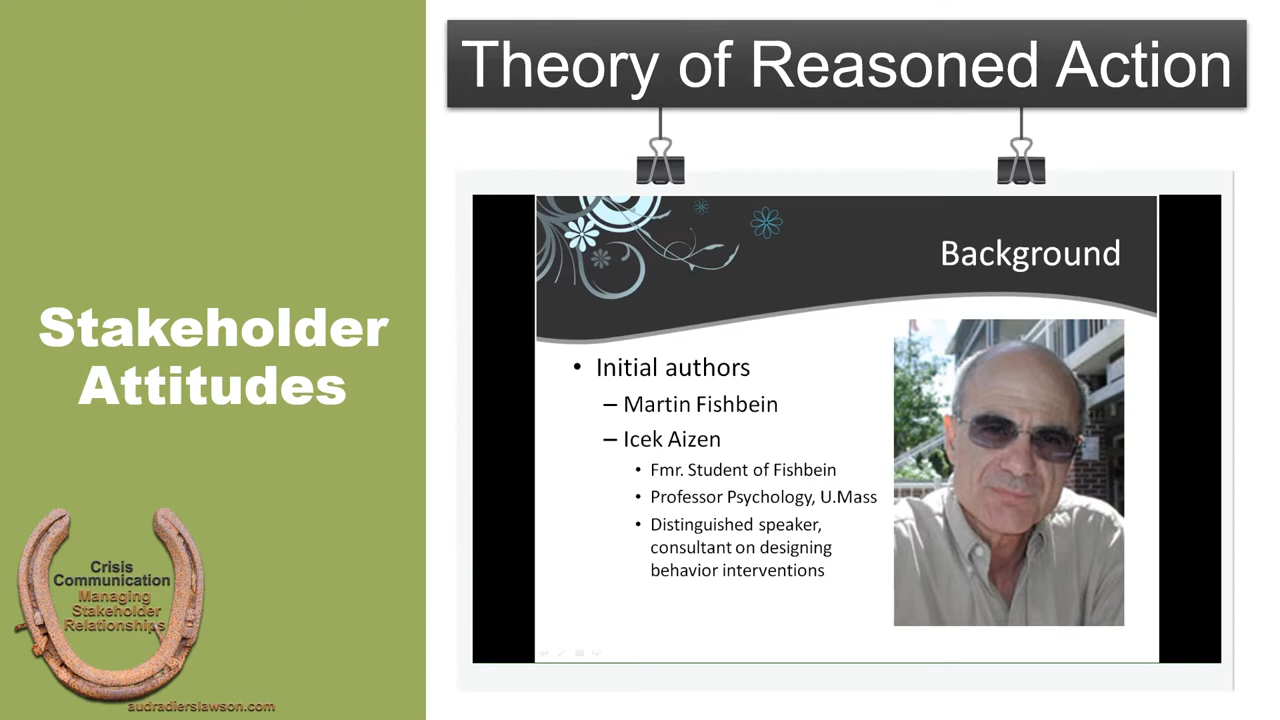 Theory of Reasoned Action
Stakeholder
Attitudes
Background
• Initial authors
– Martin Fishbein
– Icek Aizen
• Fmr. Student of Fishbein
• Professor Psychology, U.Mass
• Distinguished speaker,
consultant on designing
behavior interventions
Crisis
Communication
Managing
Stakeholder
Relationships
audradierslawson.com